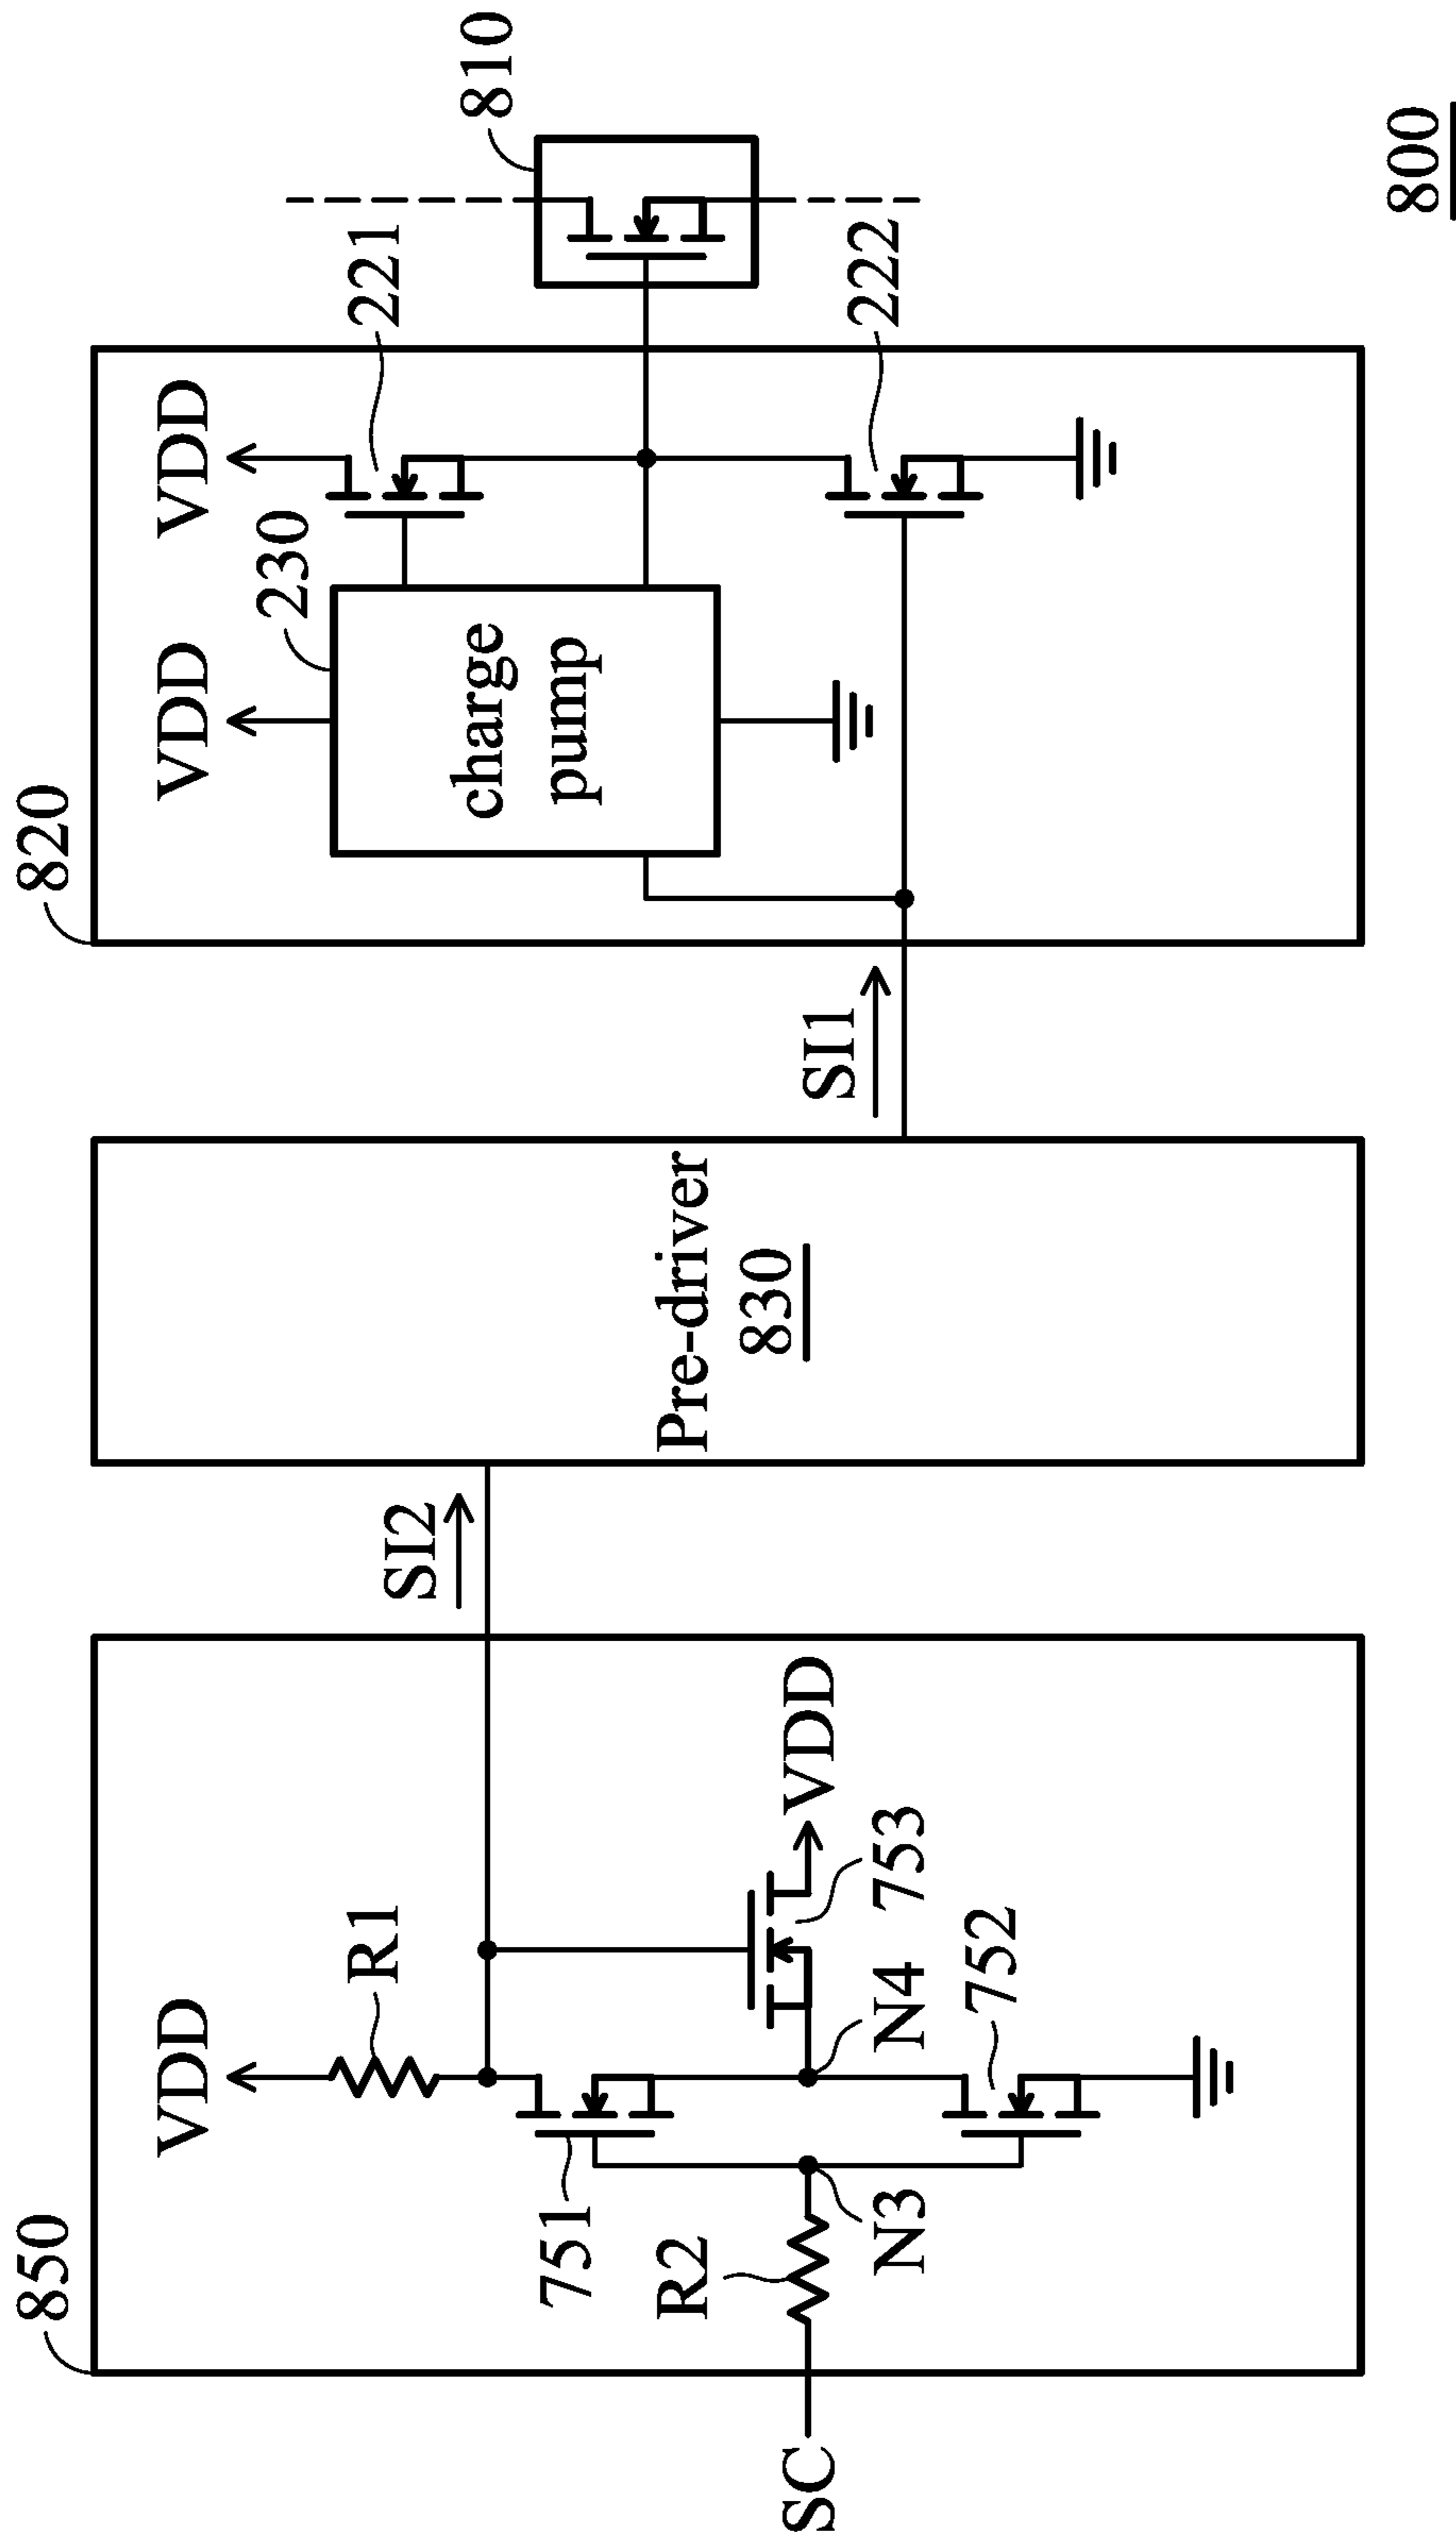 850
VDD
R1
SI2
751
R2
N3
SC
VDD
753
N4
752
Pre-driver
830
SI1
820
VDD
230
VDD
charge
pump
221
222
810
800